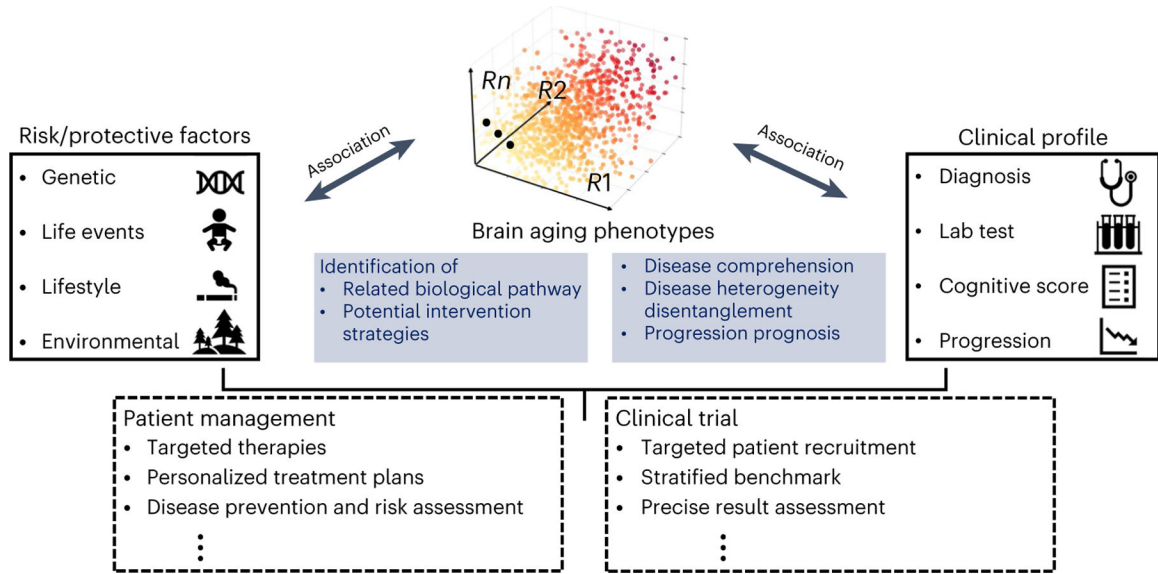 Rn
R2
R1
Brain aging phenotypes
Risk/protective factors
• Genetic
• Life events
• Lifestyle
• Environmental
Association
Association
Clinical profile
• Diagnosis
• Lab test
• Cognitive score
• Progression
Identification of
• Related biological pathway
• Potential intervention
strategies
• Disease comprehension
• Disease heterogeneity
disentanglement
• Progression prognosis
Patient management
• Targeted therapies
• Personalized treatment plans
• Disease prevention and risk assessment
Clinical trial
• Targeted patient recruitment
• Stratified benchmark
• Precise result assessment